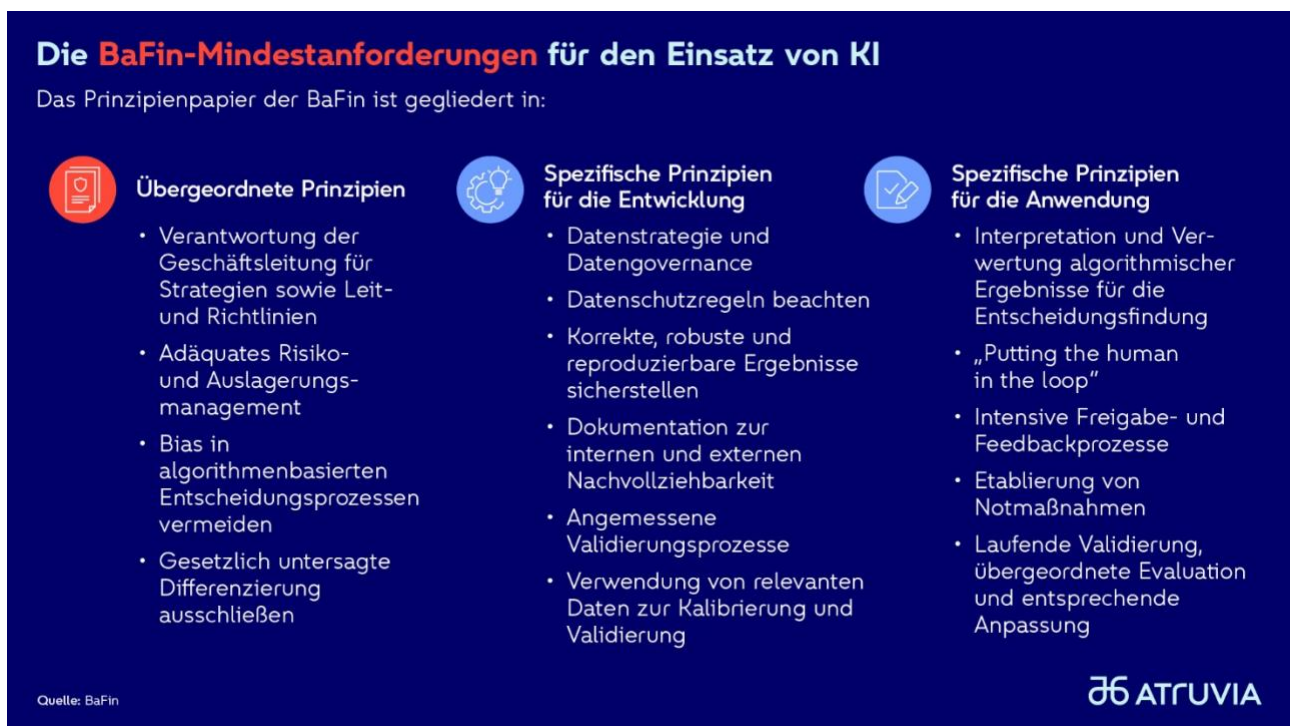 Die BaFin-Mindestanforderungen für den Einsatz von KI
Das Prinzipienpapier der BaFin ist gegliedert in:
Übergeordnete Prinzipien
• Verantwortung der
Geschäftsleitung für
Strategien sowie Leit-
und Richtlinien
• Adäquates Risiko-
und Auslagerungs-
management
• Bias in
algorithmenbasierten
Entscheidungsprozessen
vermeiden
• Gesetzlich untersagte
Differenzierung
ausschließen
Spezifische Prinzipien
für die Entwicklung
• Datenstrategie und
Datengovernance
• Datenschutzregeln beachten
• Korrekte, robuste und
reproduzierbare Ergebnisse
sicherstellen
• Dokumentation zur
internen und externen
Nachvollziehbarkeit
• Angemessene
Validierungsprozesse
• Verwendung von relevanten
Daten zur Kalibrierung und
Validierung
Spezifische Prinzipien
für die Anwendung
• Interpretation und Ver-
wertung algorithmischer
Ergebnisse für die
Entscheidungsfindung
• „Putting the human
in the loop”
• Intensive Freigabe- und
Feedbackprozesse
• Etablierung von
Notmaßnahmen
• Laufende Validierung,
übergeordnete Evaluation
und entsprechende
Anpassung
Quelle: BaFin
ATRUVIA